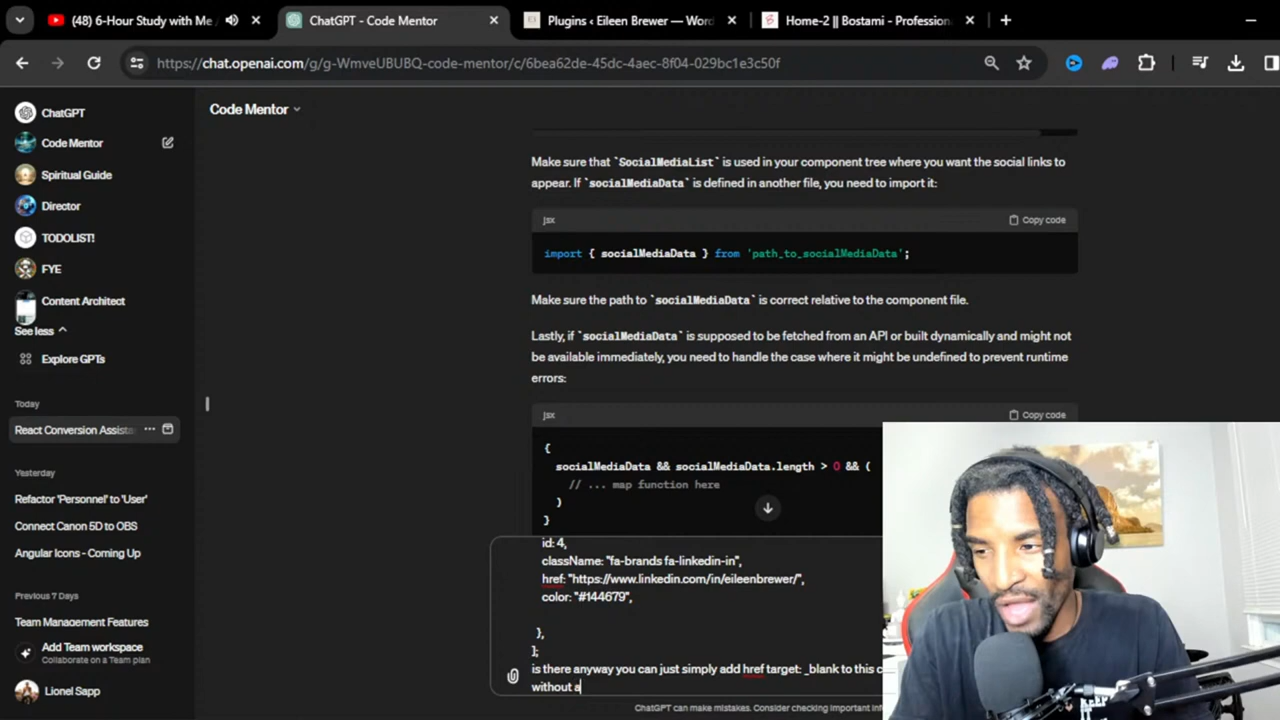 (48) 6-Hour Study with Me
ChatGPT - Code Mentor
Plugins ‹ Eileen Brewer — Word
Home-2 || Bostami - Profession
https://chat.openai.com/g/g-WmveUBUBQ-code-mentor/c/6bea62de-45dc-4aec-8f04-029bc1e3c50f
ChatGPT
Code Mentor
Spiritual Guide
Director
TODOLIST!
FYE
Content Architect
See less
Explore GPTs
Today
React Conversion Assista
Yesterday
Refactor 'Personnel' to 'User'
Connect Canon 5D to OBS
Angular Icons - Coming Up
Previous 7 Days
Team Management Features
Add Team workspace
Collaborate on a Team plan
Lionel Sapp
Code Mentor
Make sure that `SocialMediaList` is used in your component tree where you want the social links to
appear. If `socialMediaData` is defined in another file, you need to import it:
jsx
Copy code
import { socialMediaData } from 'path_to_socialMediaData';
Make sure the path to `socialMediaData` is correct relative to the component file.
Lastly, if `socialMediaData` is supposed to be fetched from an API or built dynamically and might not
be available immediately, you need to handle the case where it might be undefined to prevent runtime
errors:
jsx
Copy code
{
socialMediaData && socialMediaData.length > 0 && (
// ... map function here
)
}
id: 4,
className: "fa-brands fa-linkedin-in",
href: "https://www.linkedin.com/in/eileenbrewer/",
color: "#144679",
},
];
is there anyway you can just simply add href target: _blank to this c
without a
ChatGPT can make mistakes. Consider checking important inf